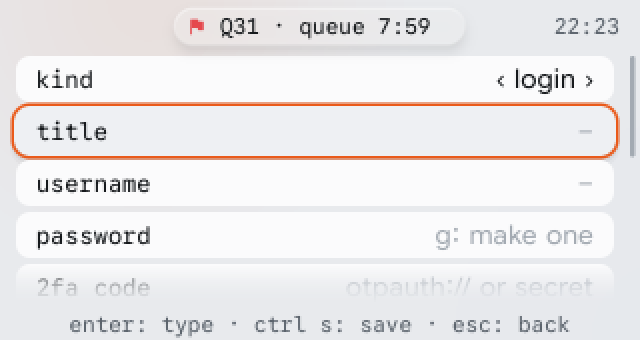 Q31 · queue 7:59
22:23
kind ‹ login ›
title –
username –
password g: make one
2fa code otpauth:// or secret
enter: type · ctrl s: save · esc: back